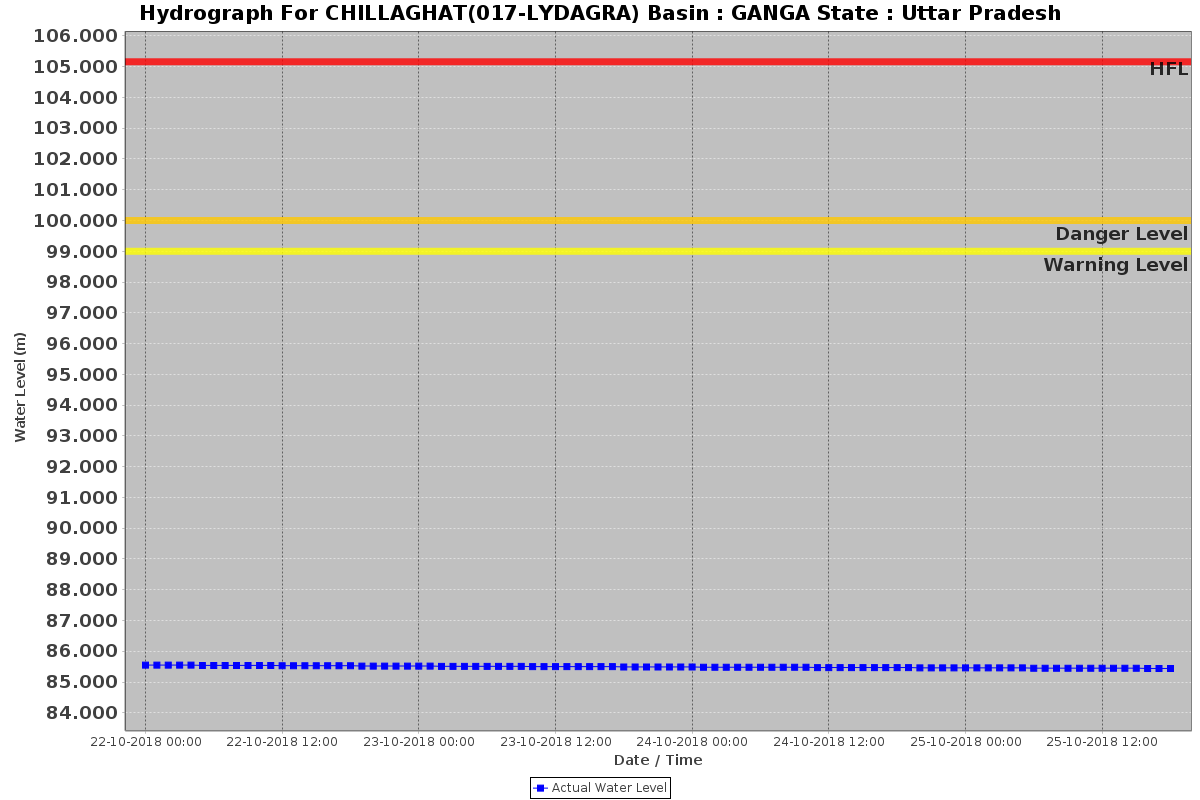 Hydrograph For CHILLAGHAT(017-LYDAGRA) Basin : GANGA State : Uttar Pradesh
106.000
105.000
HFL
104.000
103.000
102.000
101.000
100.000
Danger Level
99.000
Warning Level
98.000
97.000
96.000
95.000
94.000
93.000
92.000
91.000
90.000
89.000
88.000
87.000
86.000
85.000
84.000
Water Level (m)
22-10-2018 00:00 22-10-2018 12:00 23-10-2018 00:00 23-10-2018 12:00 24-10-2018 00:00 24-10-2018 12:00 25-10-2018 00:00 25-10-2018 12:00
Date / Time
Actual Water Level